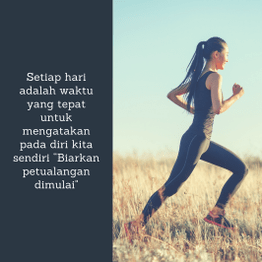 Setiap hari
adalah waktu
yang tepat
untuk
mengatakan
pada diri kita
sendiri "Biarkan
petualangan
dimulai"